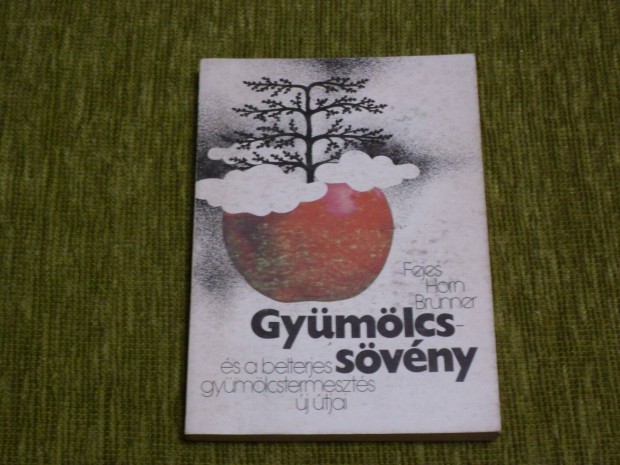 Fejes
Horn
Brunner
Gyümölcs-
sövény
és a belterjes
gyümölcstermesztés
új útjai